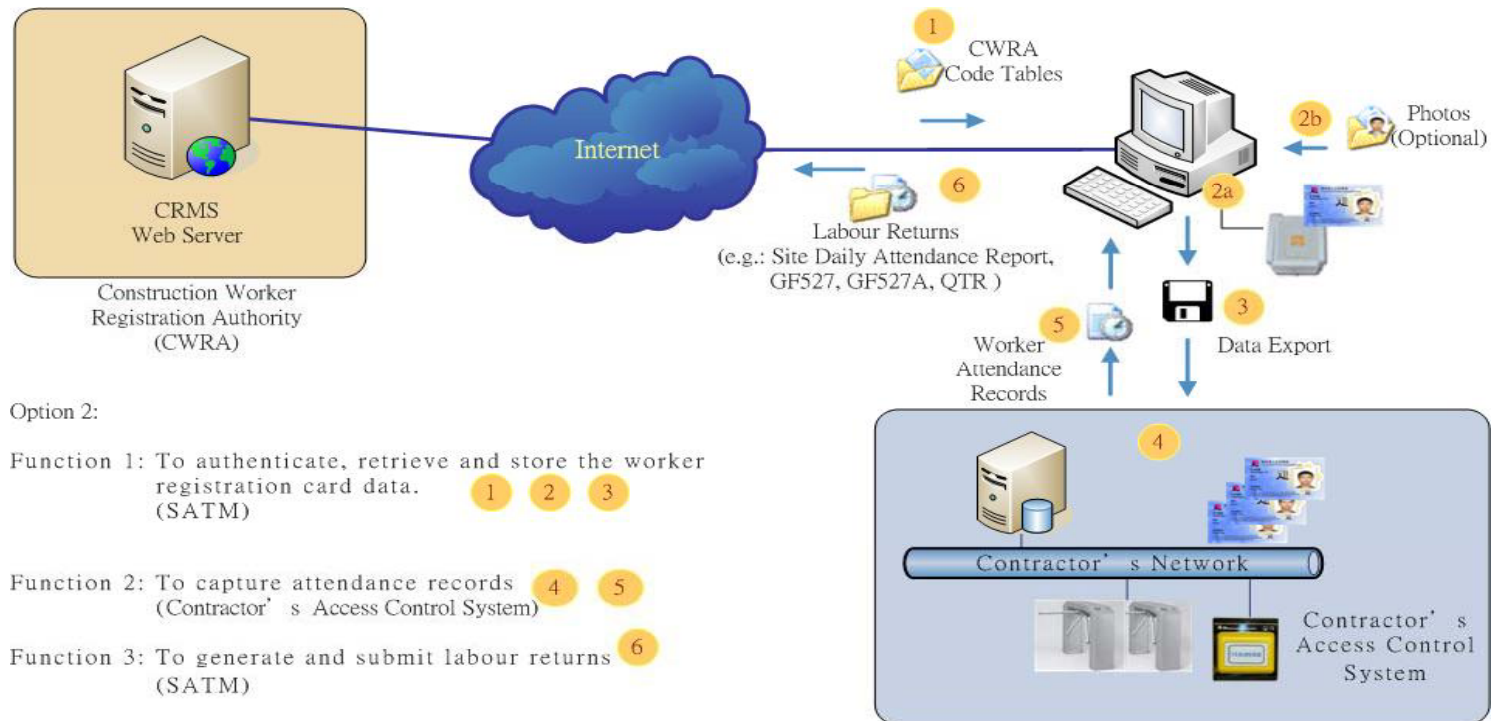 1
CWRA
Code Tables
2b
Photos
(Optional)
Internet
6
2a
CRMS
Web Server
Labour Returns
(e.g.: Site Daily Attendance Report,
GF527, GF527A, QTR )
Construction Worker
Registration Authority
(CWRA)
5
3
Worker
Attendance
Records
Data Export
Option 2:
4
Function 1: To authenticate, retrieve and store the worker
registration card data.
1 2 3
(SATM)
Contractor’ s Network
Function 2: To capture attendance records 4 5
(Contractor’ s Access Control System)
Contractor’ s
Access Control
System
Function 3: To generate and submit labour returns 6
(SATM)